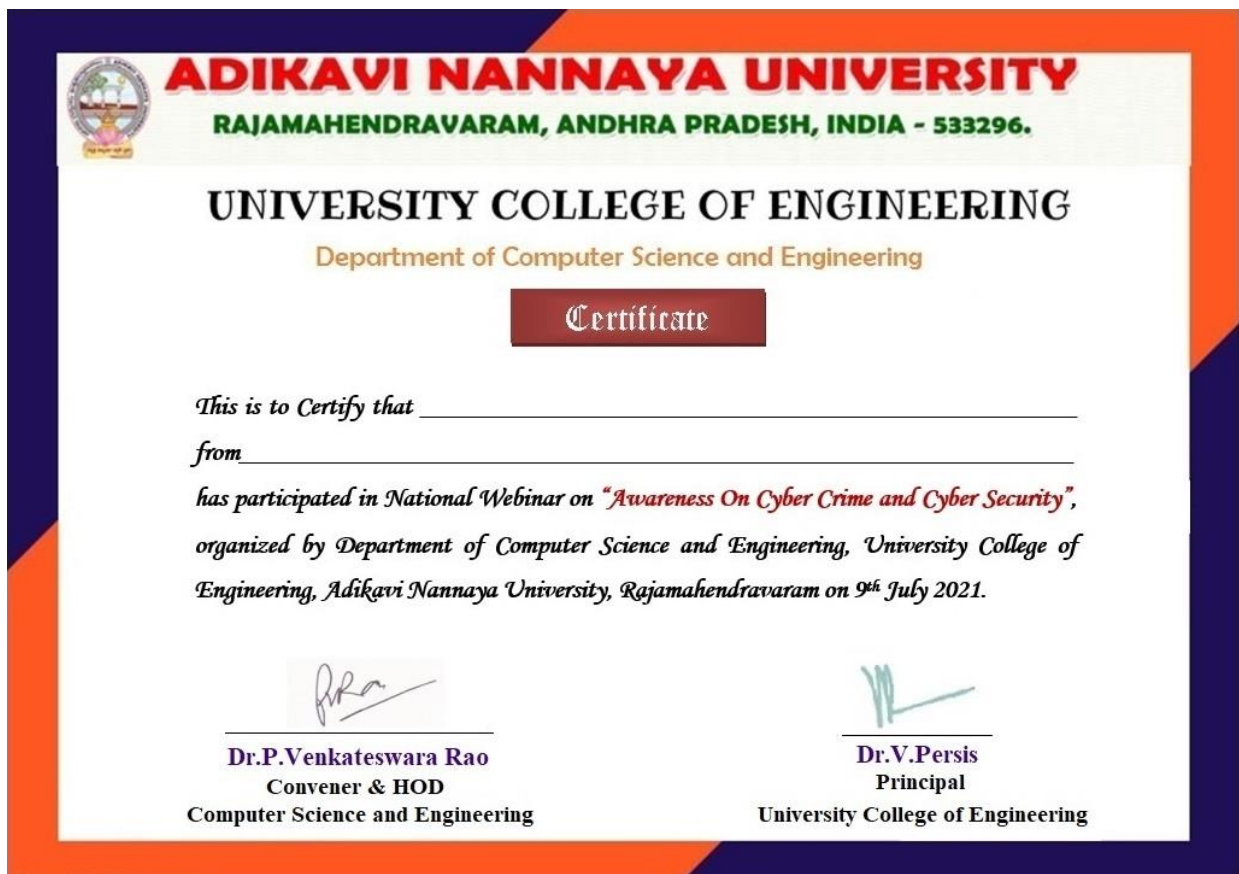 ADIKAVI NANNAYA UNIVERSITY
RAJAMAHENDRAVARAM, ANDHRA PRADESH, INDIA - 533296.
UNIVERSITY COLLEGE OF ENGINEERING
Department of Computer Science and Engineering
Certificate
This is to Certify that
from
has participated in National Webinar on “Awareness On Cyber Crime and Cyber Security”,
organized by Department of Computer Science and Engineering, University College of
Engineering, Adikavi Nannaya University, Rajamahendravaram on 9th July 2021.
Dr.P.Venkateswara Rao
Convener & HOD
Computer Science and Engineering
Dr.V.Persis
Principal
University College of Engineering